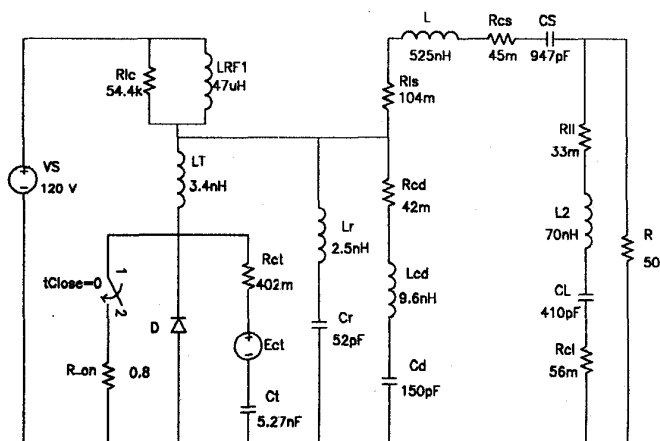 L
Rcs
CS
525nH
45m
947pF
Rlc
54.4k
LRF1
47uH
Rls
104m
Rll
33m
VS
120 V
LT
3.4nH
Rcd
42m
Lr
2.5nH
L2
70nH
R
50
Rct
402m
Lcd
9.6nH
tClose=0
1
2
CL
410pF
D
Ect
Cr
52pF
R_on
0.8
Cd
150pF
Rcl
56m
Ct
5.27nF